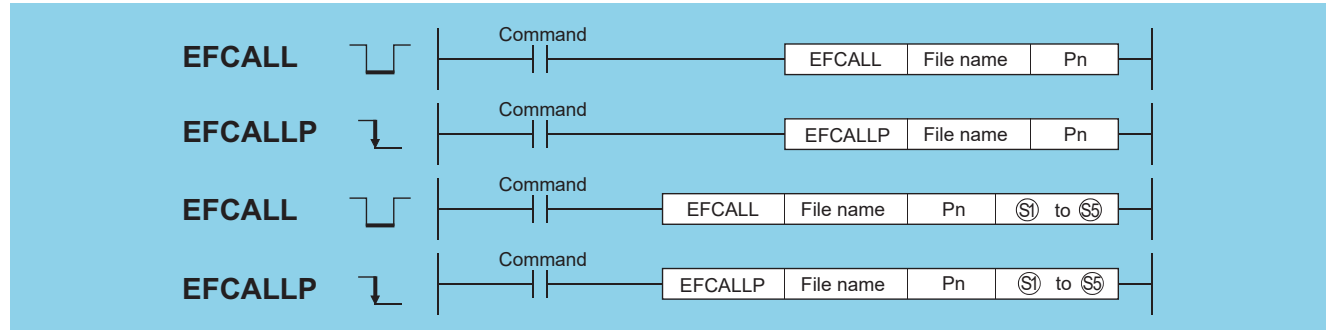 Command
EFCALL EFCALL File name Pn
Command
EFCALLP EFCALLP File name Pn
Command
EFCALL EFCALL File name Pn S1 to S5
Command
EFCALLP EFCALLP File name Pn S1 to S5